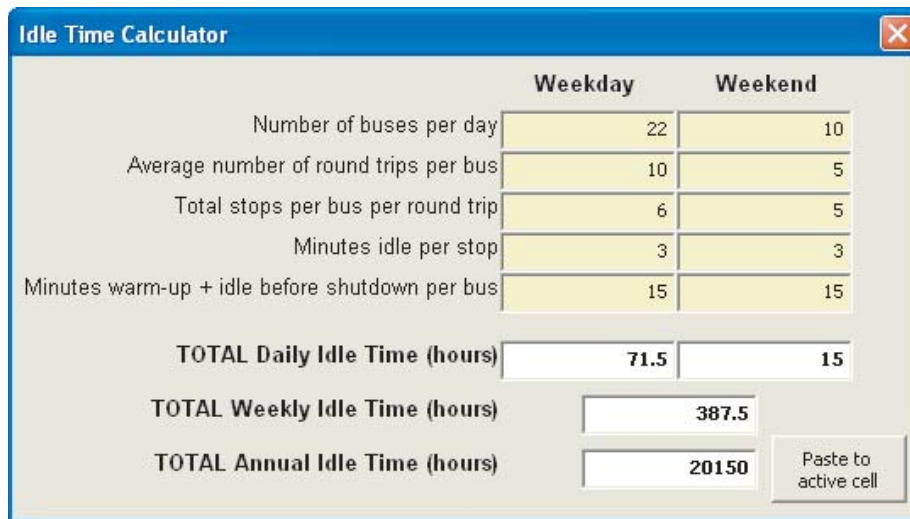 Idle Time Calculator
Weekday Weekend
Number of buses per day 22 10
Average number of round trips per bus 10 5
Total stops per bus per round trip 6 5
Minutes idle per stop 3 3
Minutes warm-up + idle before shutdown per bus 15 15
TOTAL Daily Idle Time (hours) 71.5 15
TOTAL Weekly Idle Time (hours) 387.5
TOTAL Annual Idle Time (hours) 20150
Paste to
active cell